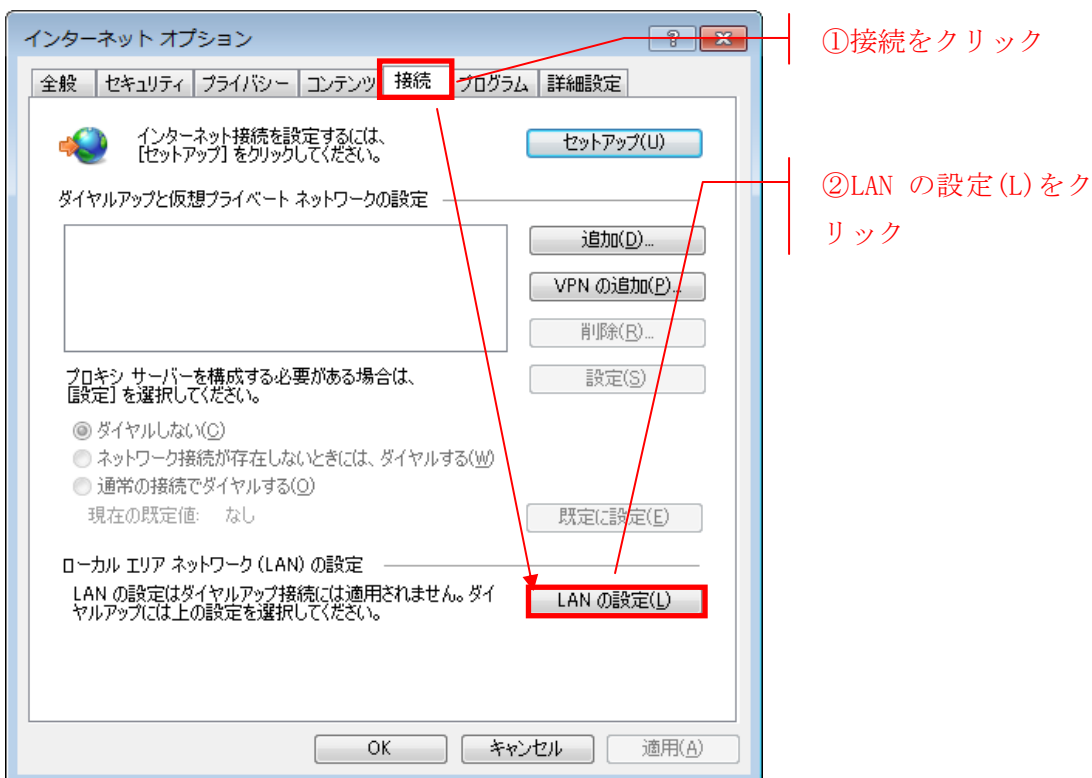 インターネット オプション
①接続をクリック
全般 セキュリティ プライバシー コンテンツ 接続 プログラム 詳細設定
インターネット接続を設定するには、
[セットアップ] をクリックしてください。
セットアップ(U)
②LAN の設定(L)をク
リック
ダイヤルアップと仮想プライベート ネットワークの設定
追加(D)...
VPN の追加(P)...
削除(R)...
プロキシ サーバーを構成する必要がある場合は、
[設定] を選択してください。
設定(S)
ダイヤルしない(C)
ネットワーク接続が存在しないときには、ダイヤルする(W)
通常の接続でダイヤルする(O)
現在の既定値: なし
既定に設定(E)
ローカル エリア ネットワーク (LAN) の設定
LAN の設定はダイヤルアップ接続には適用されません。ダイ
ヤルアップには上の設定を選択してください。
LAN の設定(L)
OK キャンセル 適用(A)